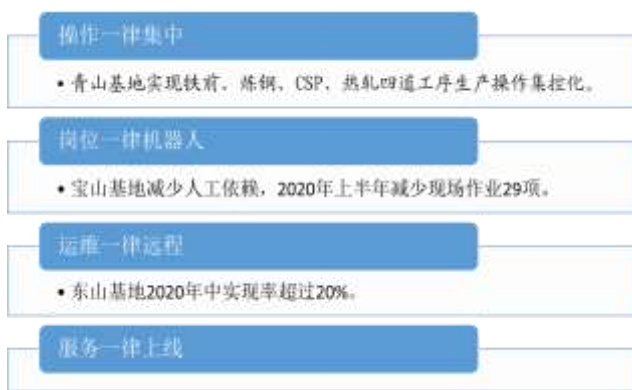 操作一律集中
• 青山基地实现铁前、炼钢、CSP、热轧四道工序生产操作集控化。
岗位一律机器人
• 宝山基地减少人工依赖，2020年上半年减少现场作业29项。
运维一律远程
• 东山基地2020年中实现率超过20%。
服务一律上线